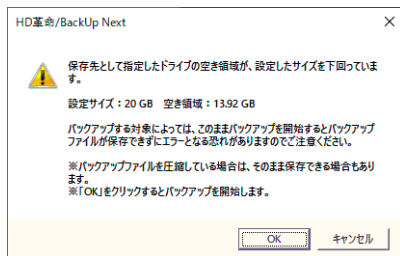 HD革命/BackUp Next
保存先として指定したドライブの空き領域が、設定したサイズを下回っていま
す。
設定サイズ：20 GB 空き領域：13.92 GB
バックアップする対象によっては、このままバックアップを開始するとバックアップ
ファイルが保存できずにエラーとなる恐れがありますのでご注意ください。
※バックアップファイルを圧縮している場合は、そのまま保存できる場合もあり
ます。
※「OK」をクリックするとバックアップを開始します。
OK キャンセル